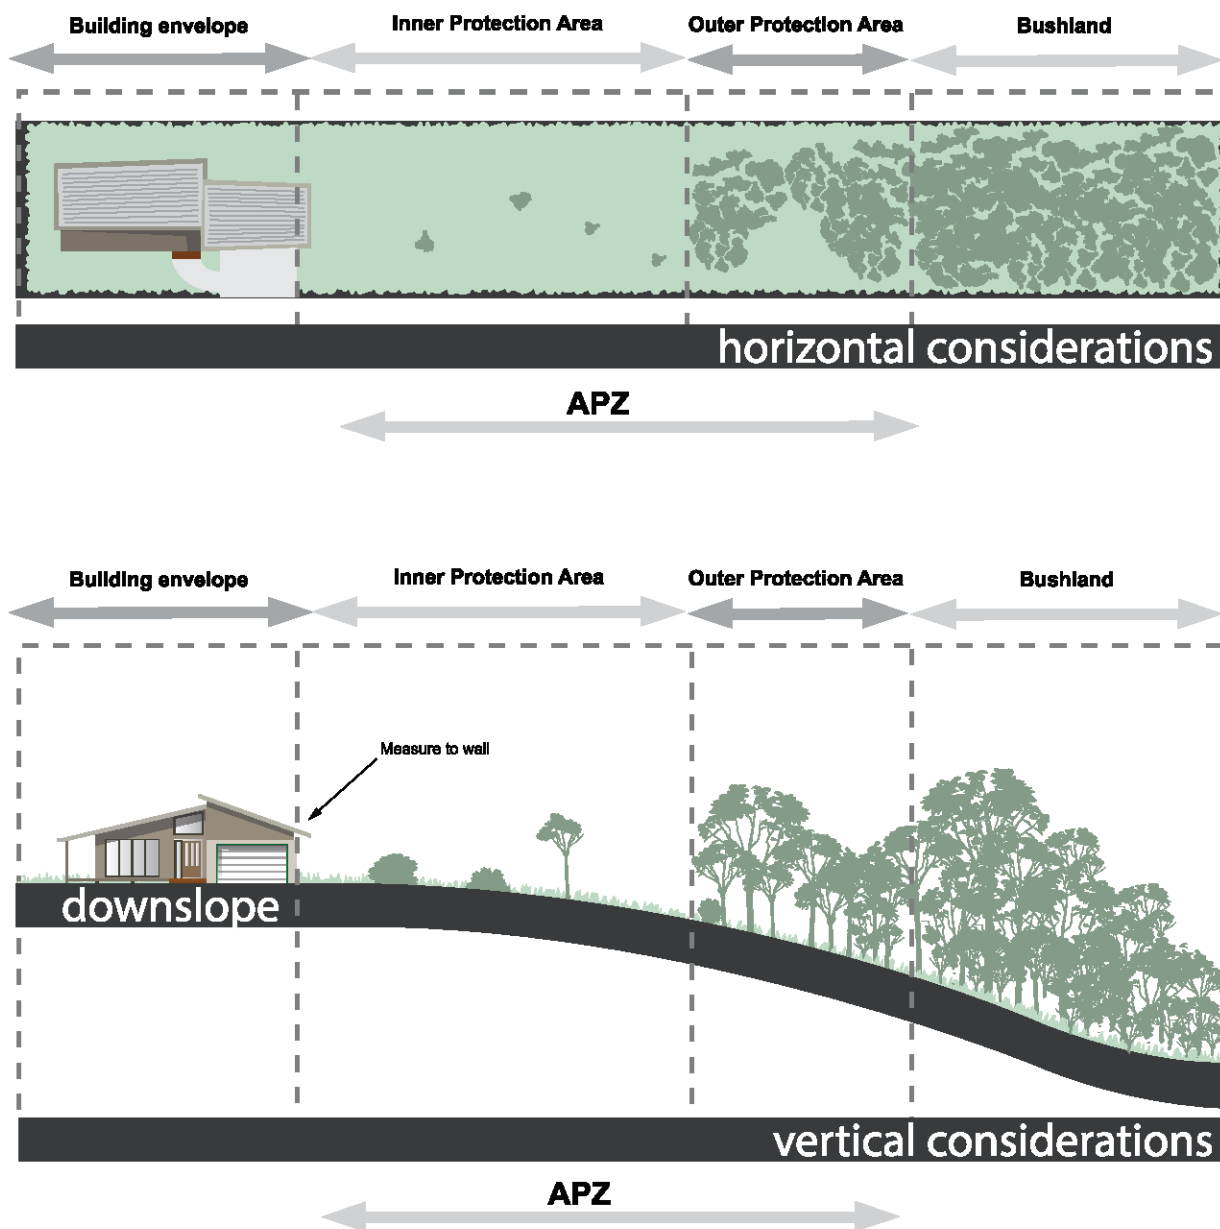 Building envelope
Inner Protection Area
Outer Protection Area
Bushland
horizontal considerations
APZ
Building envelope
Inner Protection Area
Outer Protection Area
Bushland
Measure to wall
downslope
vertical considerations
APZ